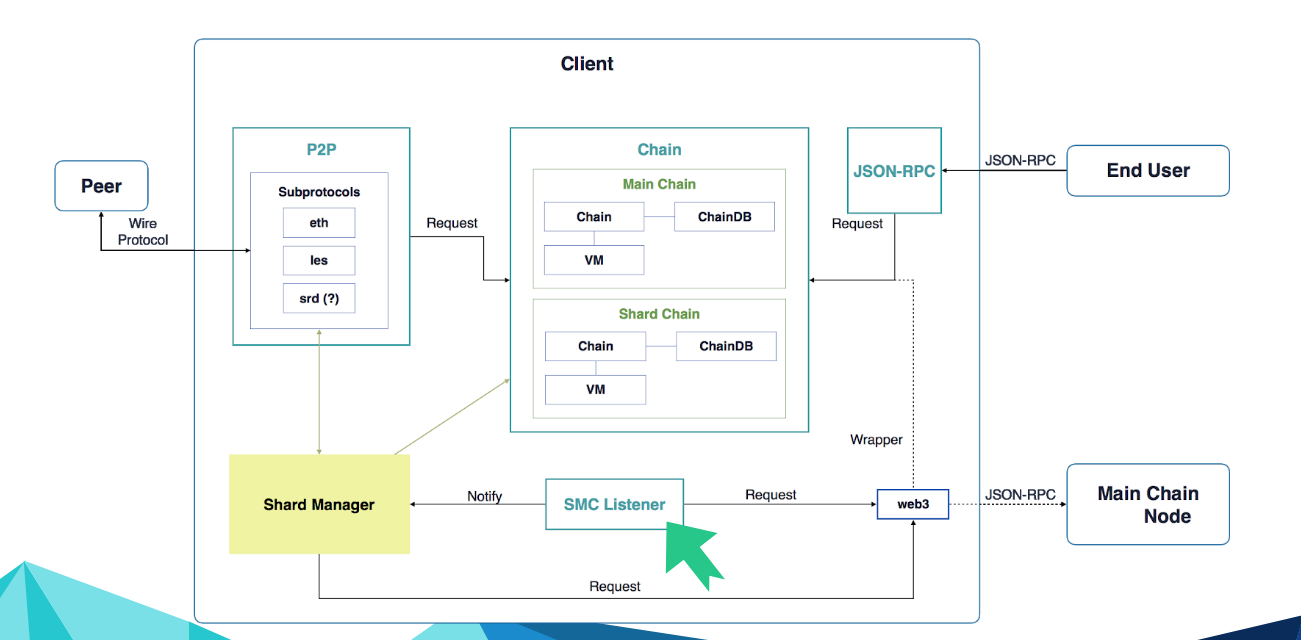 Client
P2P
Subprotocols
eth
les
srd (?)
Peer
Wire
Protocol
Request
Chain
Main Chain
Chain
ChainDB
VM
Shard Chain
Chain
ChainDB
VM
JSON-RPC
Request
JSON-RPC
End User
Wrapper
Shard Manager
Notify
SMC Listener
Request
web3
JSON-RPC
Main Chain
Node
Request